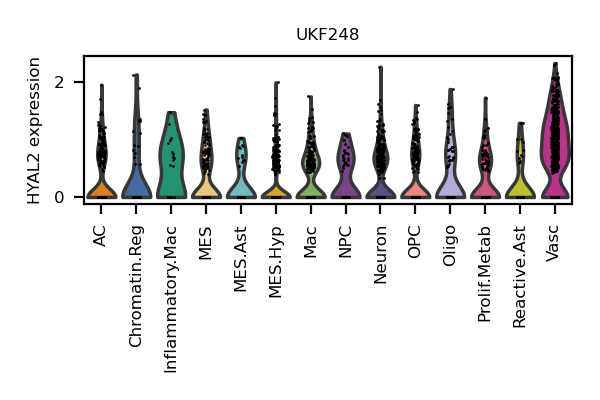 UKF248
HYAL2 expression
2
0
AC
Chromatin.Reg
Inflammatory.Mac
MES
MES.Ast
MES.Hyp
Mac
NPC
Neuron
OPC
Oligo
Prolif.Metab
Reactive.Ast
Vasc